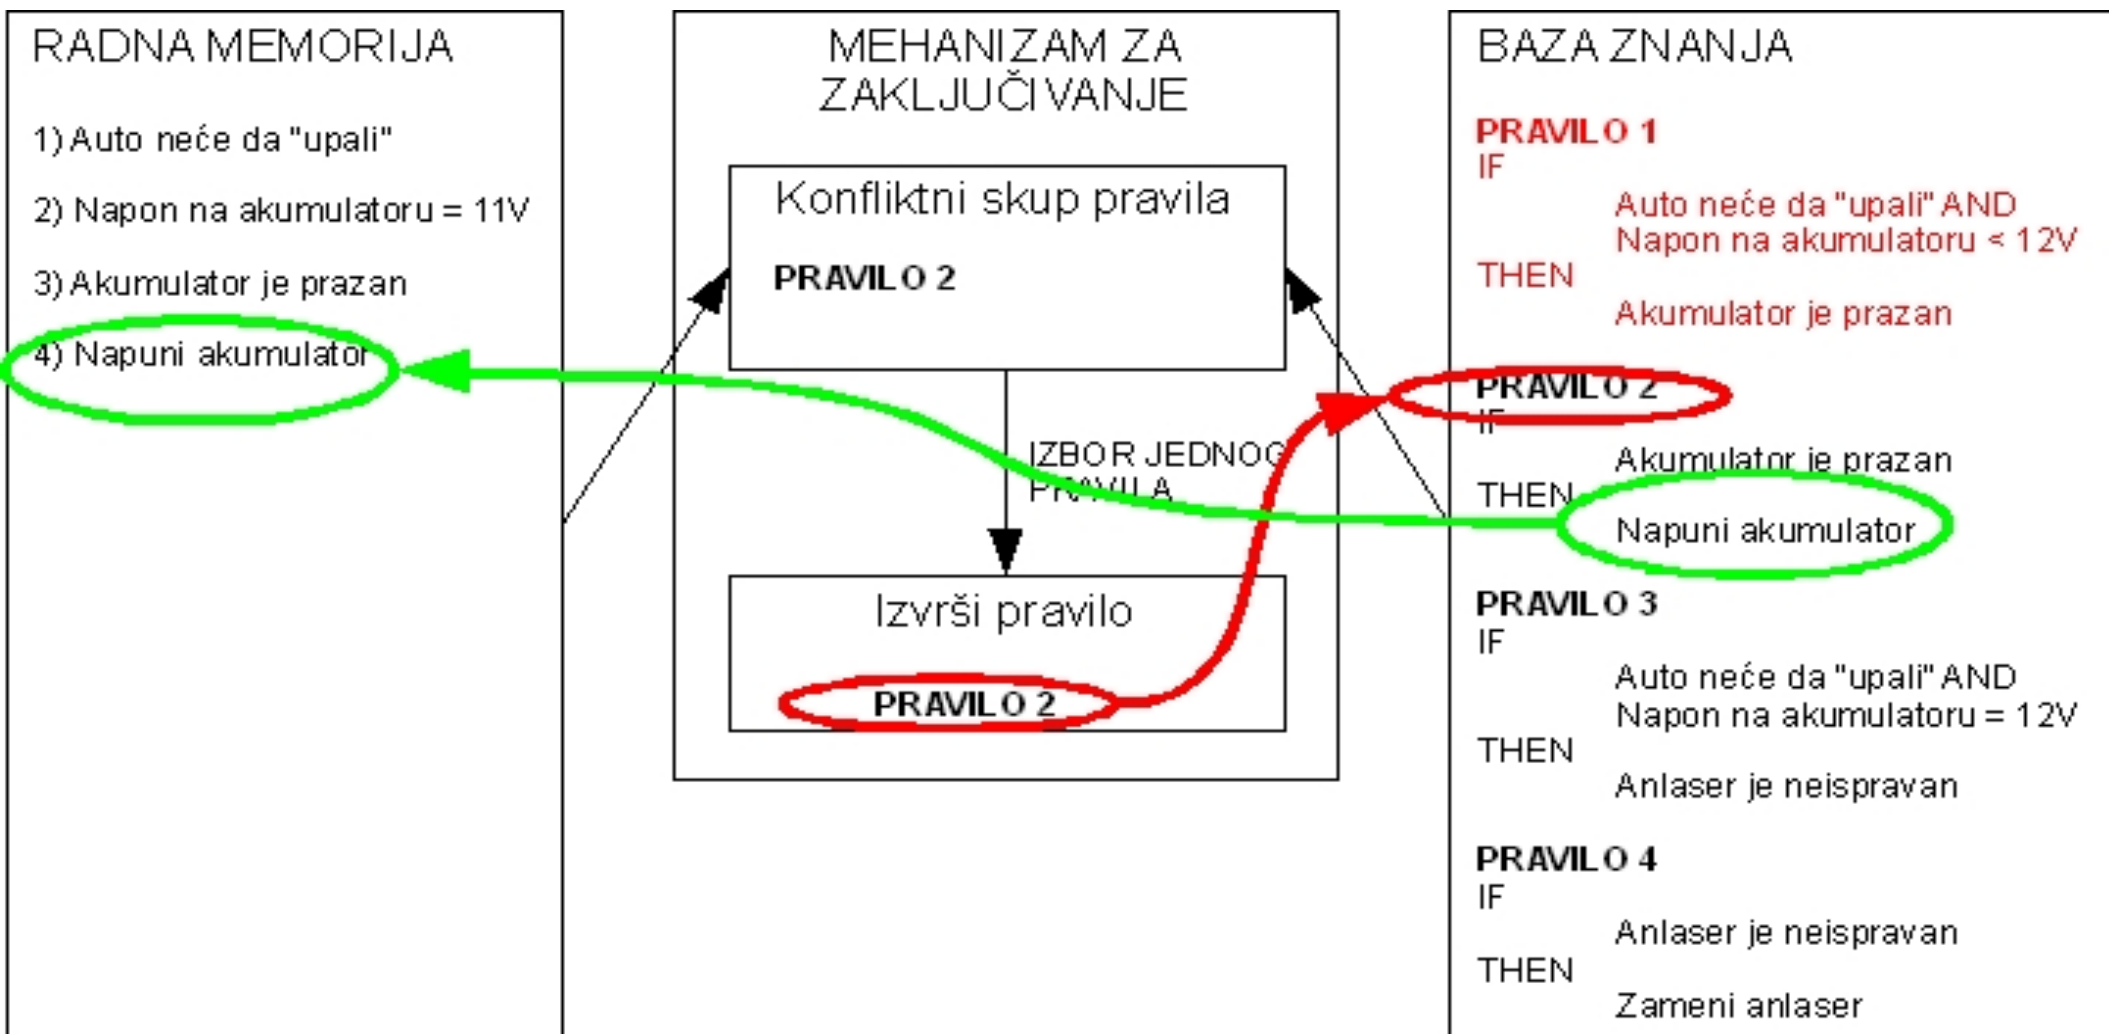 RADNA MEMORIJA
1) Auto neće da "upali"
2) Napon na akumulatoru = 11V
3) Akumulator je prazan
4) Napuni akumulator
MEHANIZAM ZA
ZAKLJUČIVANJE
Konfliktni skup pravila
PRAVILO 2
IZBOR JEDNOG
PRAVILA
Izvrši pravilo
PRAVILO 2
BAZA ZNANJA
PRAVILO 1
IF
Auto neće da "upali" AND
Napon na akumulatoru < 12V
THEN
Akumulator je prazan
PRAVILO 2
IF
Akumulator je prazan
THEN
Napuni akumulator
PRAVILO 3
IF
Auto neće da "upali" AND
Napon na akumulatoru = 12V
THEN
Anlaser je neispravan
PRAVILO 4
IF
Anlaser je neispravan
THEN
Zameni anlaser